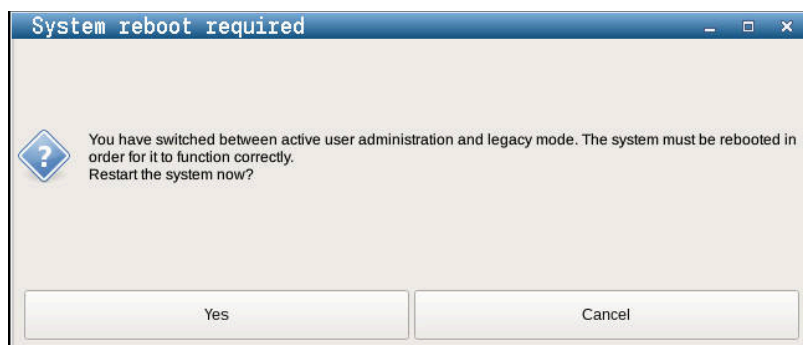 System reboot required
You have switched between active user administration and legacy mode. The system must be rebooted in
order for it to function correctly.
Restart the system now?
Yes
Cancel